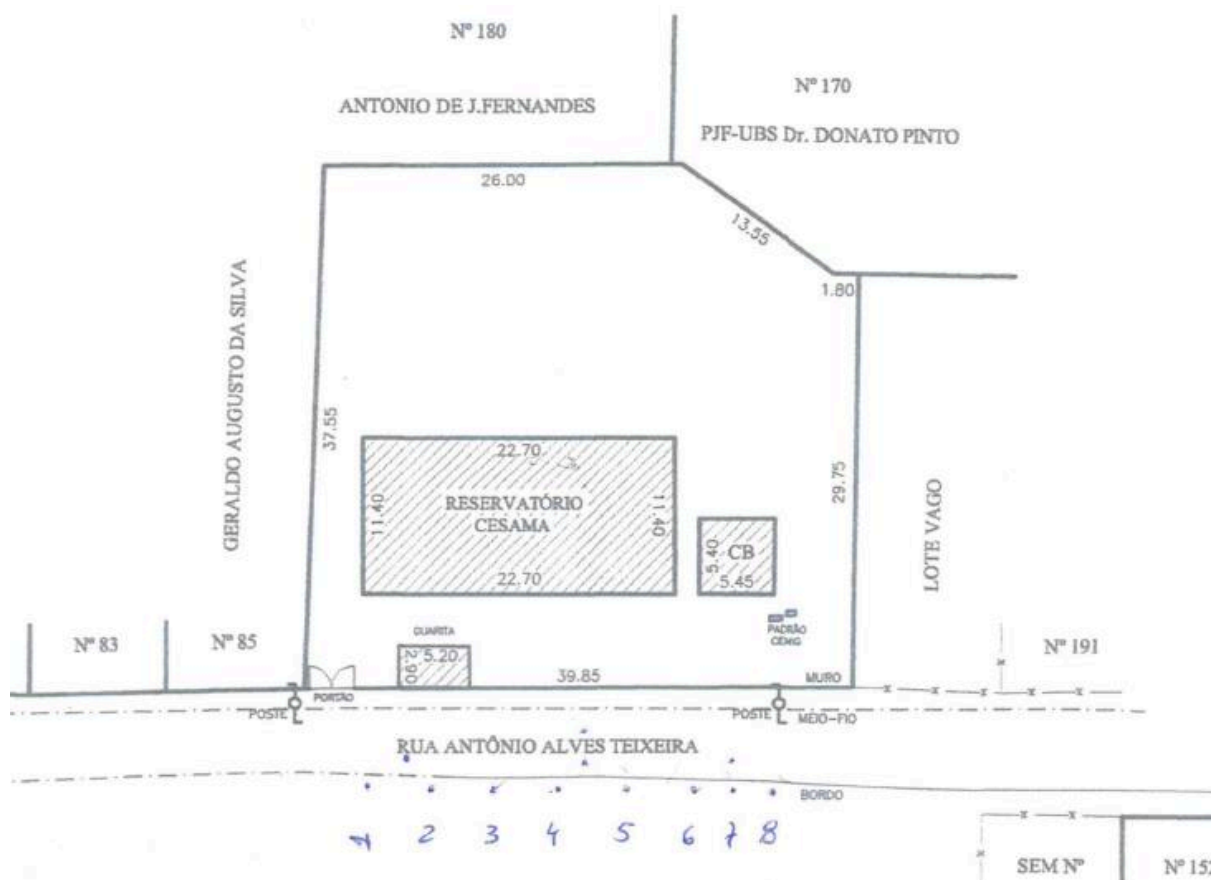 Nº 180
ANTONIO DE J.FERNANDES
Nº 170
PJF-UBS Dr. DONATO PINTO
26.00
13.55
1.80
GERALDO AUGUSTO DA SILVA
37.55
22.70
RESERVATÓRIO
CESAMA
11.40
11.40
22.70
CB
5.40
5.45
29.75
LOTE VAGO
PADRÃO
CEMIG
Nº 83
Nº 85
GUARITA
2.90
5.20
39.85
MURO
Nº 191
PORTÃO
POSTE
POSTE
MEIO-FIO
RUA ANTÔNIO ALVES TEIXEIRA
BORDO
1 2 3 4 5 6 7 8
SEM Nº
Nº 152